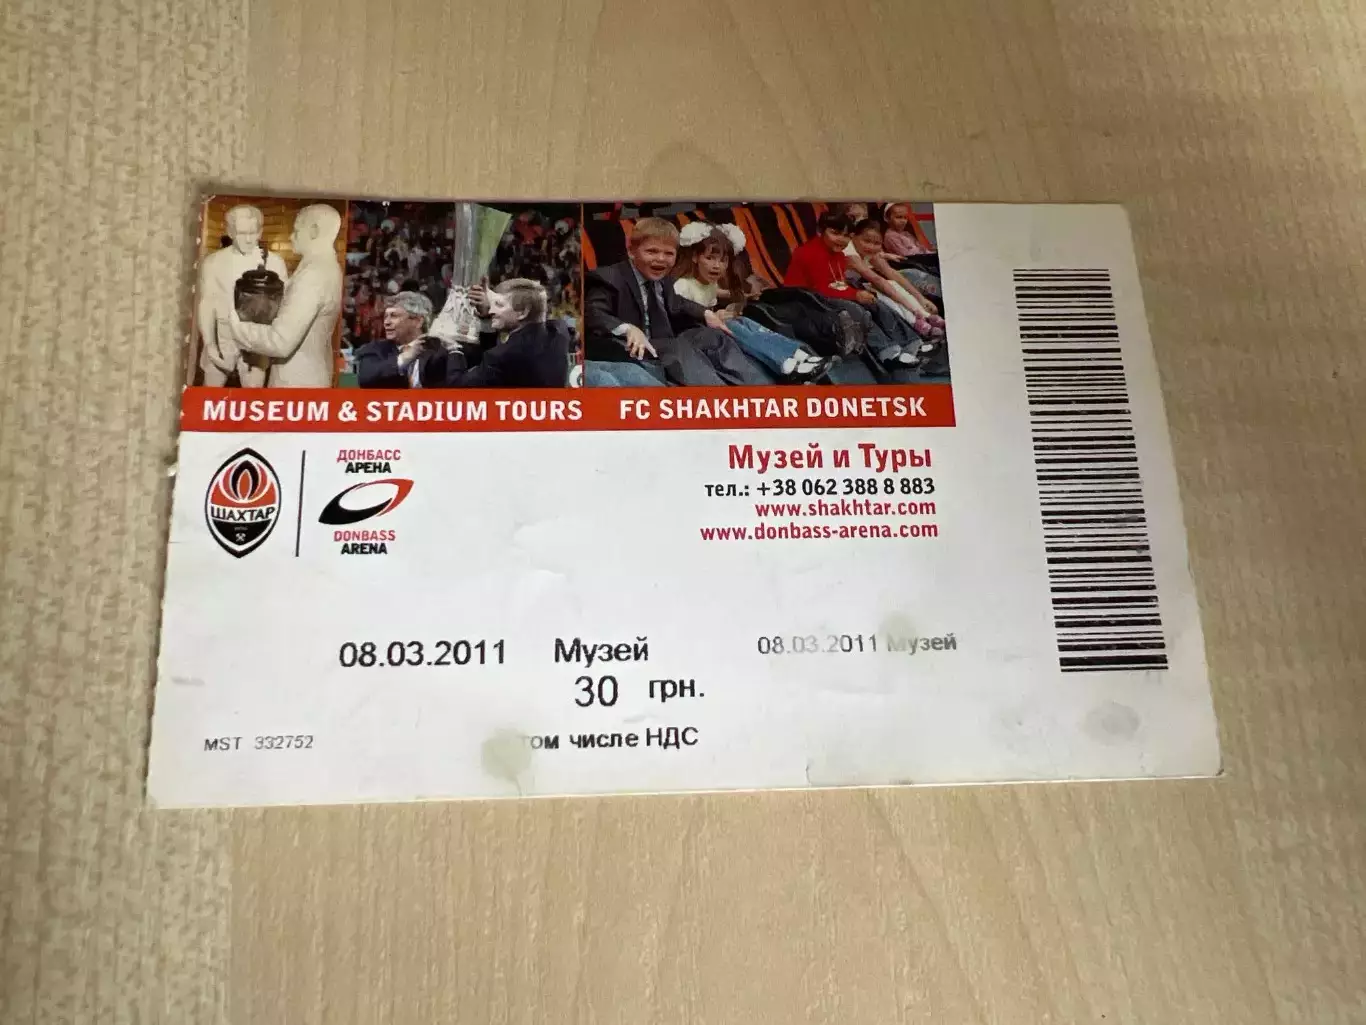 MUSEUM & STADIUM TOURS FC SHAKHTAR DONETSK
ШАХТАР
ДОНБАСС
АРЕНА
DONBASS
ARENA
Музей и Туры
тел.: +38 062 388 8 883
www.shakhtar.com
www.donbass-arena.com
08.03.2011 Музей
30 грн.
том числе НДС
MST 332752
08.03.2011 Музей